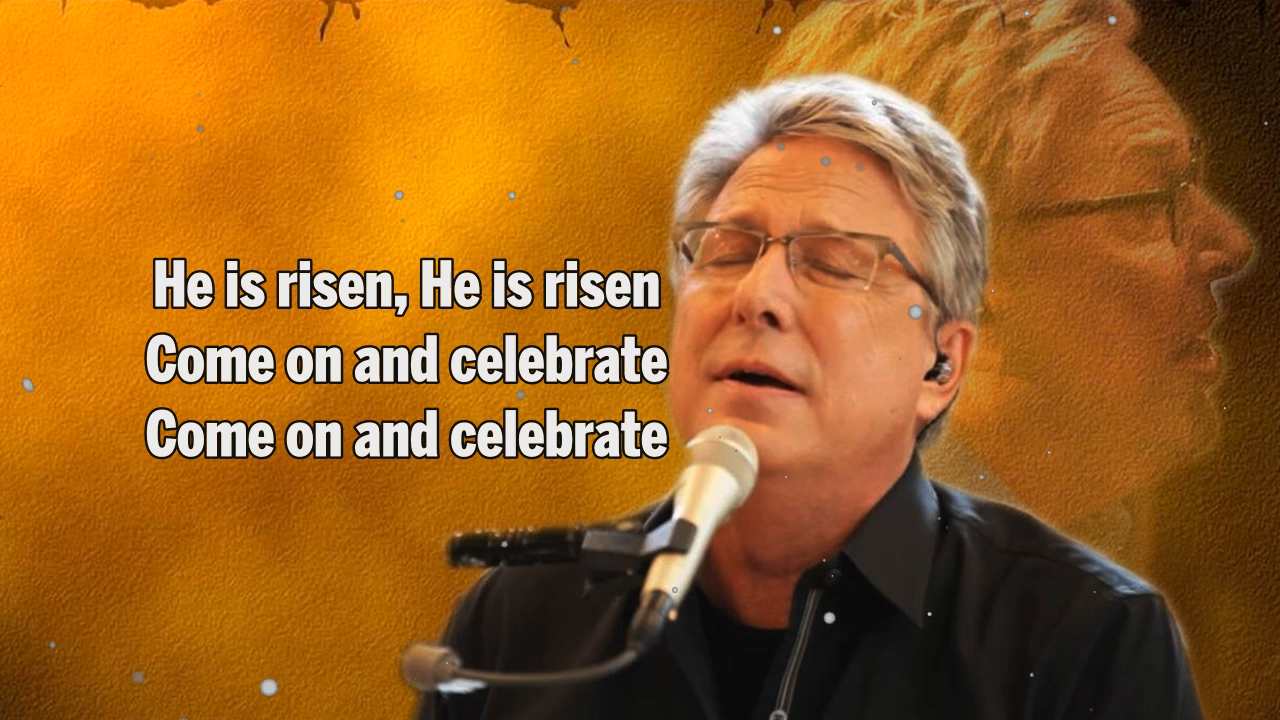 He is risen, He is risen
Come on and celebrate
Come on and celebrate